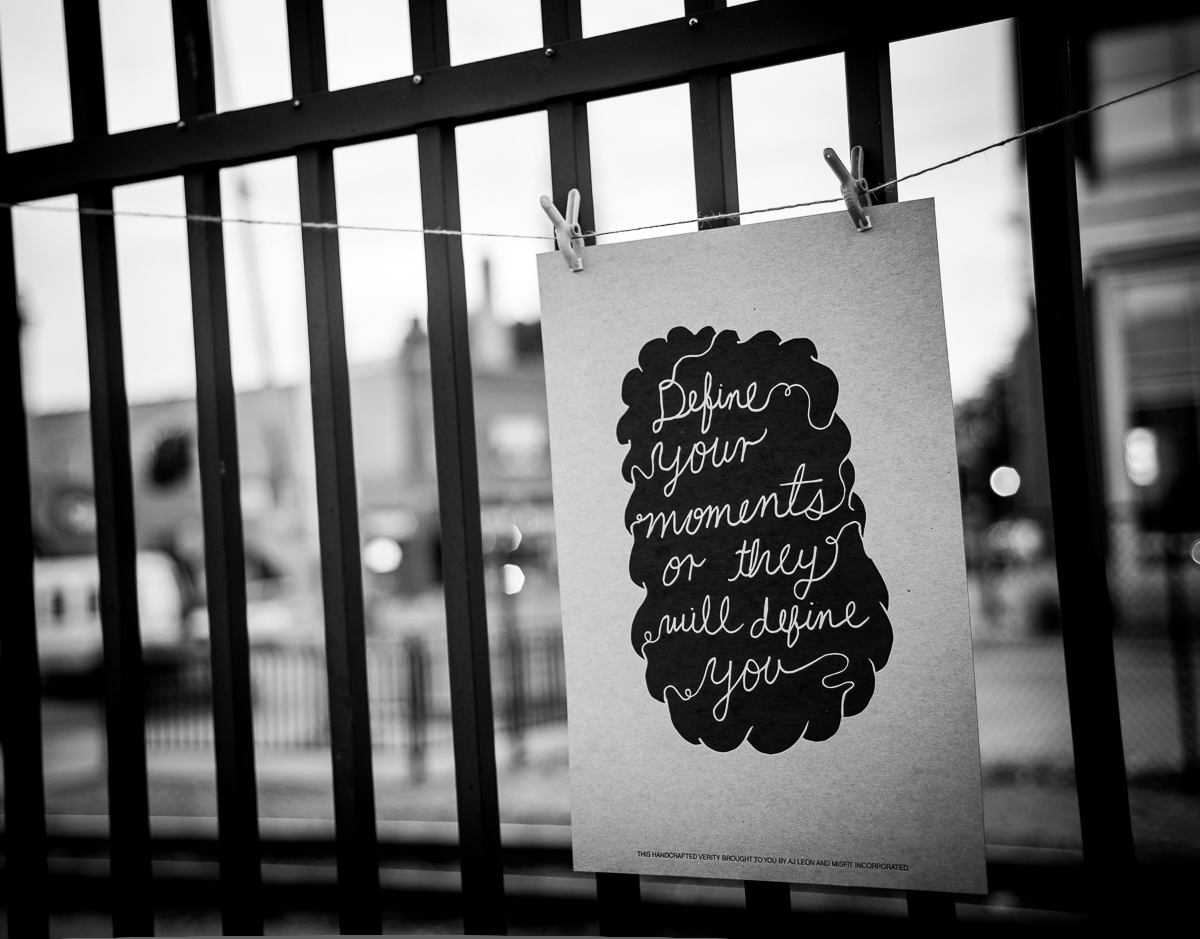 Define
your
moments
or they
will define
you
THIS HANDCRAFTED VERITY BROUGHT TO YOU BY AJ LEON AND MISFIT INCORPORATED